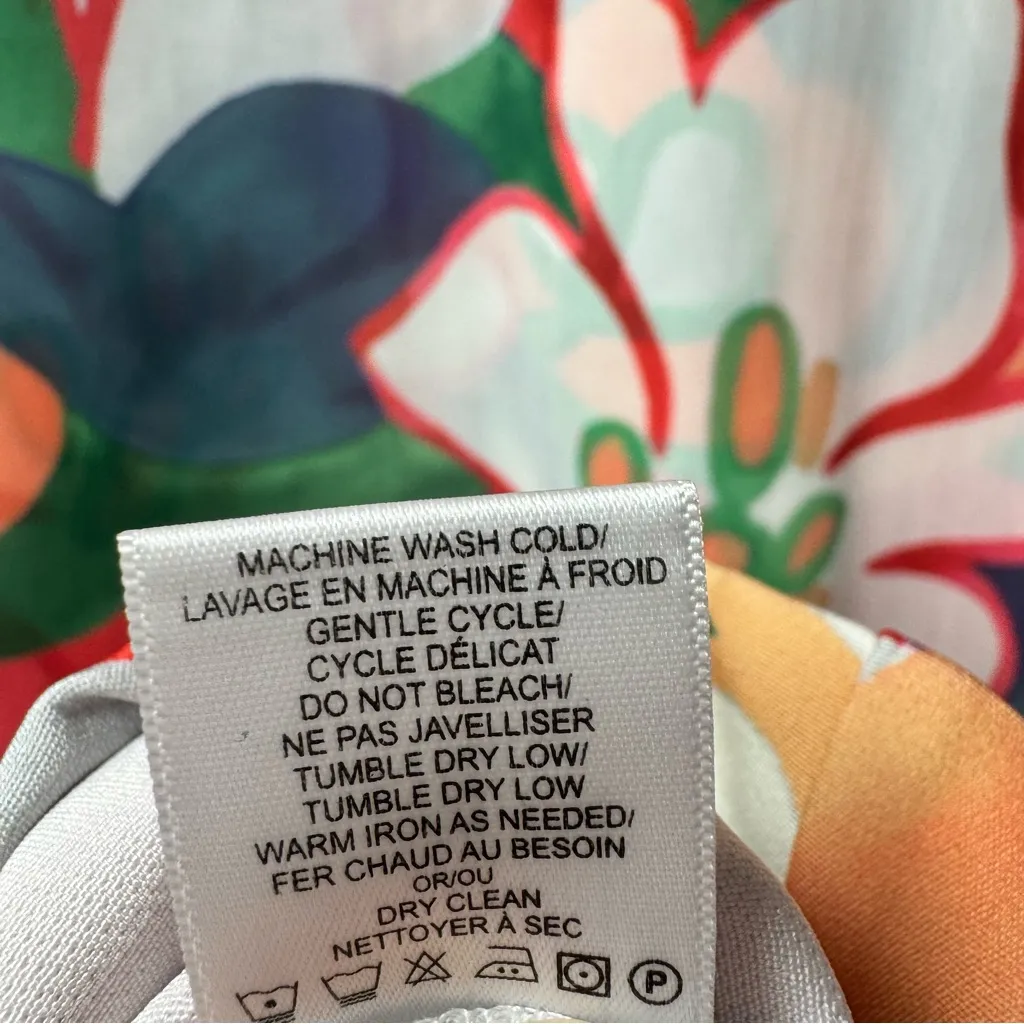 MACHINE WASH COLD/
LAVAGE EN MACHINE À FROID
GENTLE CYCLE/
CYCLE DÉLICAT
DO NOT BLEACH/
NE PAS JAVELLISER
TUMBLE DRY LOW/
TUMBLE DRY LOW
WARM IRON AS NEEDED/
FER CHAUD AU BESOIN
OR/OU
DRY CLEAN
NETTOYER À SEC
P